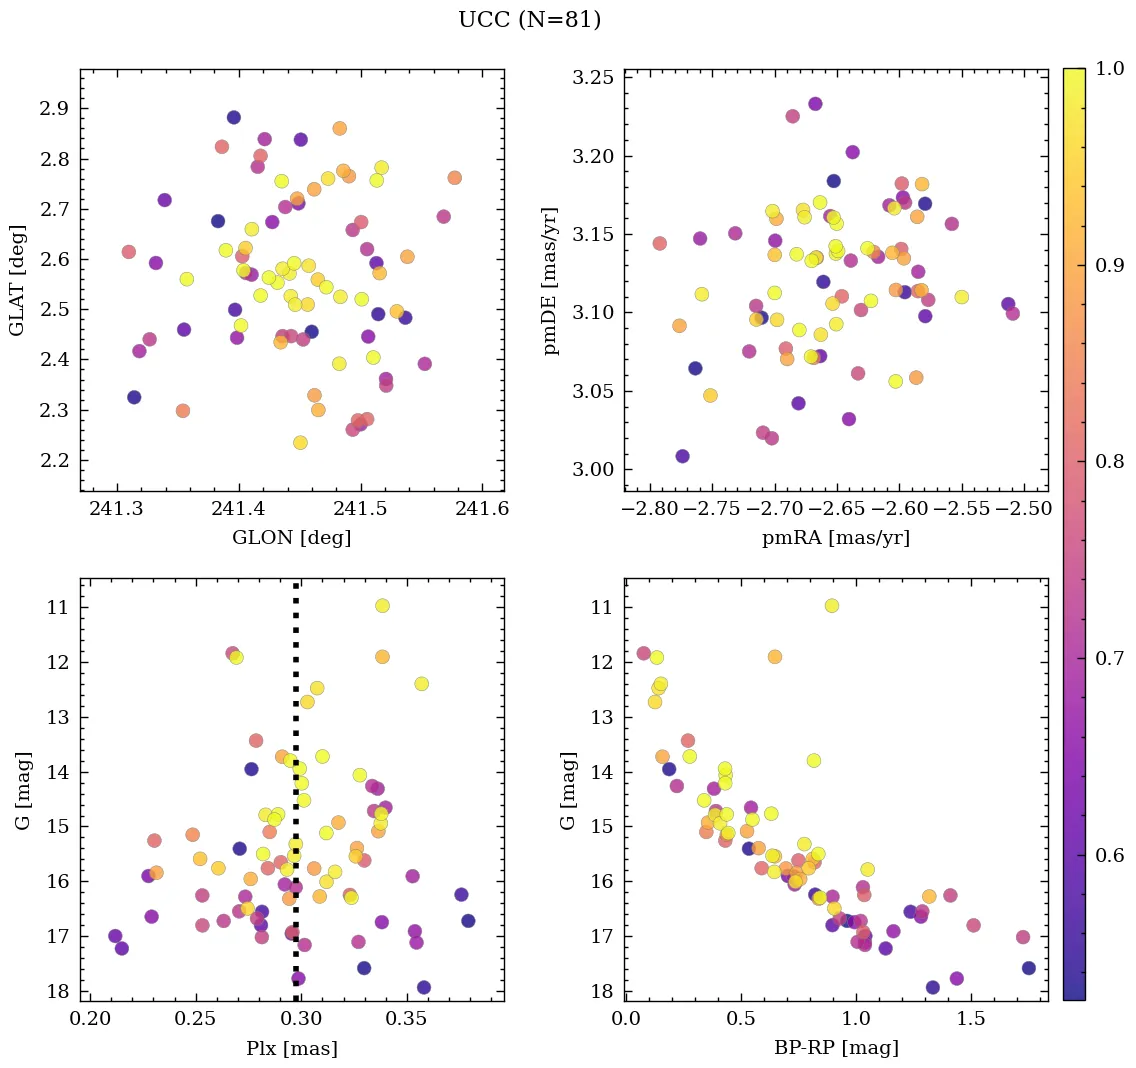 UCC (N=81)
2.9
2.8
2.7
2.6
2.5
2.4
2.3
2.2
GLAT [deg]
241.3 241.4 241.5 241.6
GLON [deg]
3.25
3.20
3.15
3.10
3.05
3.00
pmDE [mas/yr]
−2.80 −2.75 −2.70 −2.65 −2.60 −2.55 −2.50
pmRA [mas/yr]
1.0
0.9
0.8
0.7
0.6
11
12
13
14
15
16
17
18
G [mag]
0.20 0.25 0.30 0.35
Plx [mas]
11
12
13
14
15
16
17
18
G [mag]
0.0 0.5 1.0 1.5
BP-RP [mag]